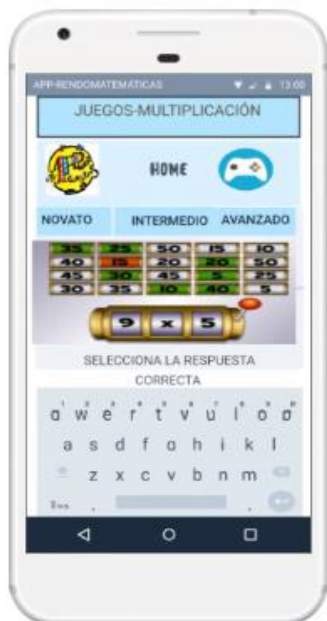 APP-RENDOMATEMATICAS 13:00
JUEGOS-MULTIPLICACIÓN
HOME
NOVATO INTERMEDIO AVANZADO
35 25 50 15 10
40 15 20 20 50
45 30 45 5 25
30 35 10 40 5
9 x 5
SELECCIONA LA RESPUESTA
CORRECTA
a s d f g h i k l
z x c v b n m